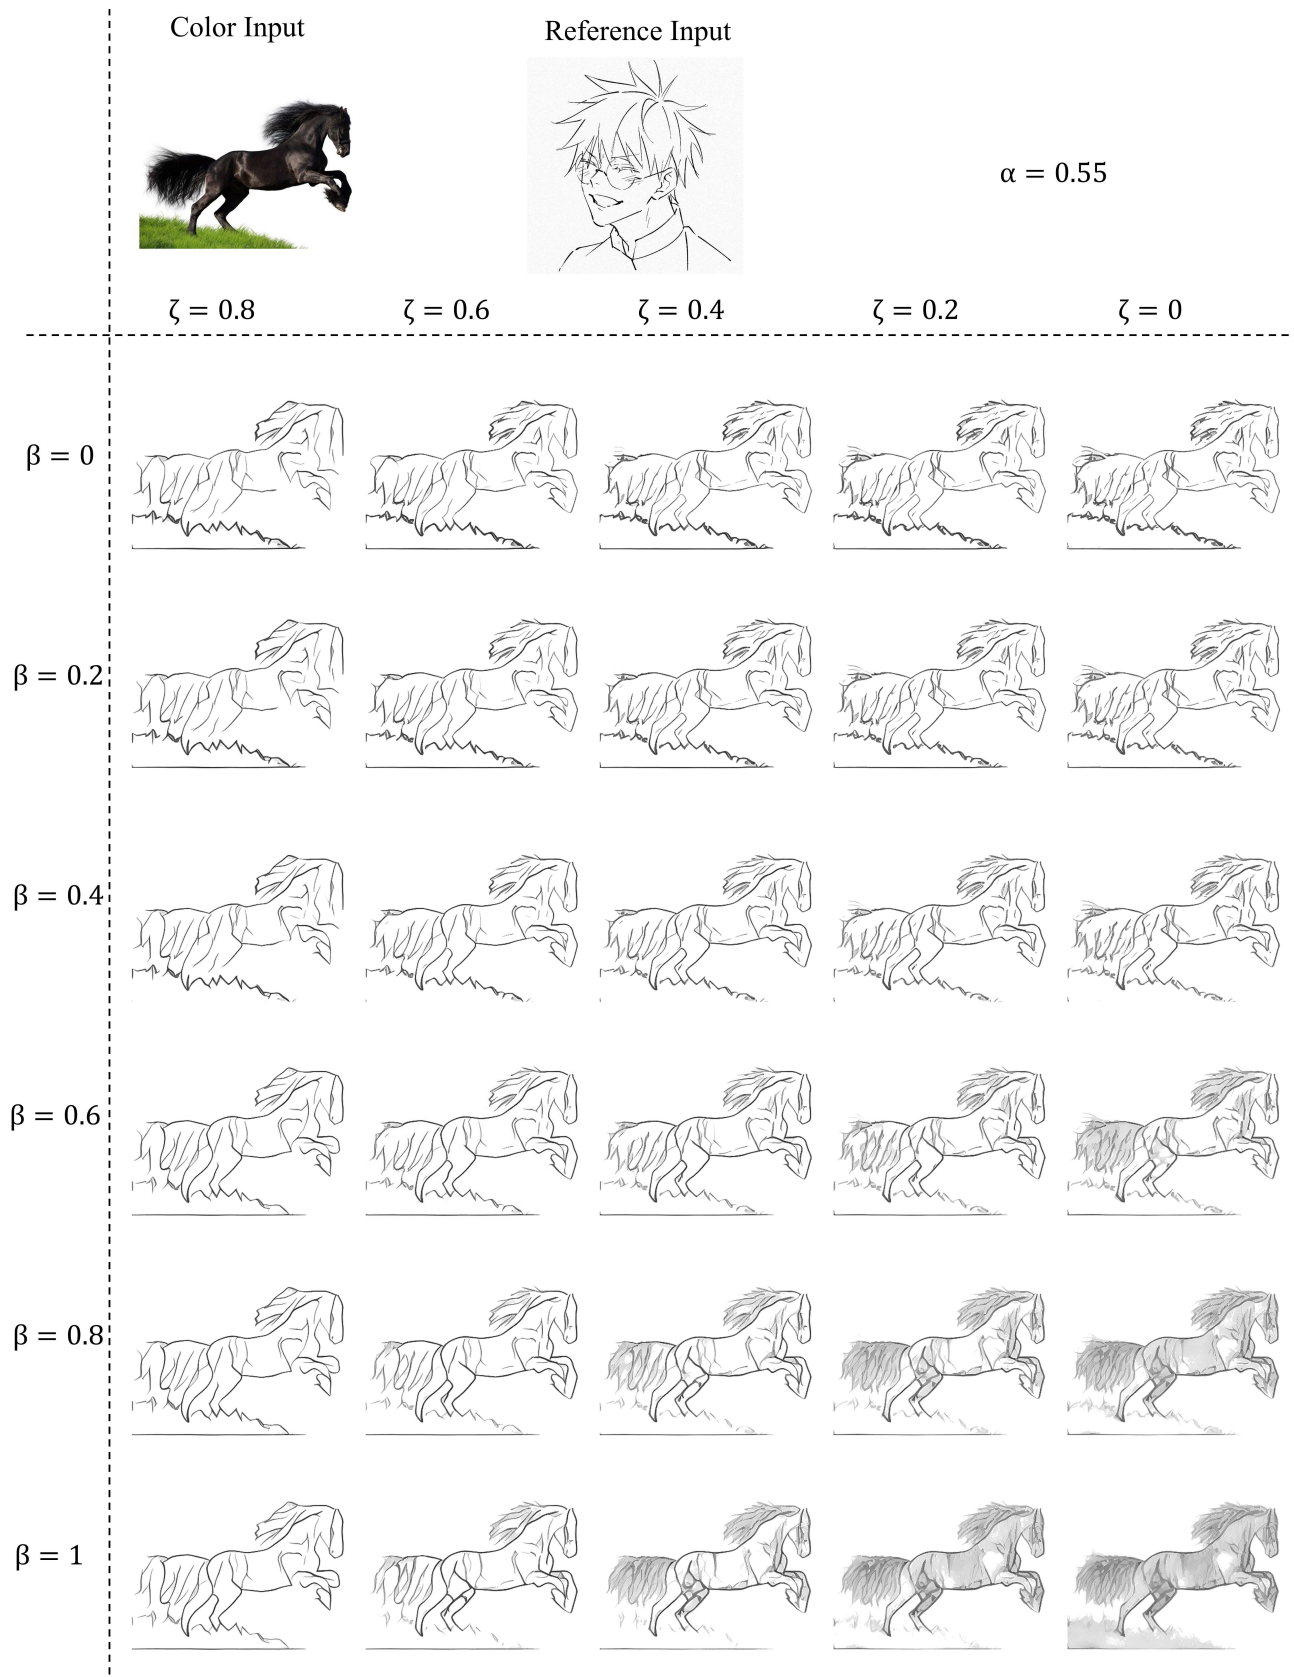 Color Input
Reference Input
α = 0.55
ζ = 0.8
ζ = 0.6
ζ = 0.4
ζ = 0.2
ζ = 0
β = 0
β = 0.2
β = 0.4
β = 0.6
β = 0.8
β = 1